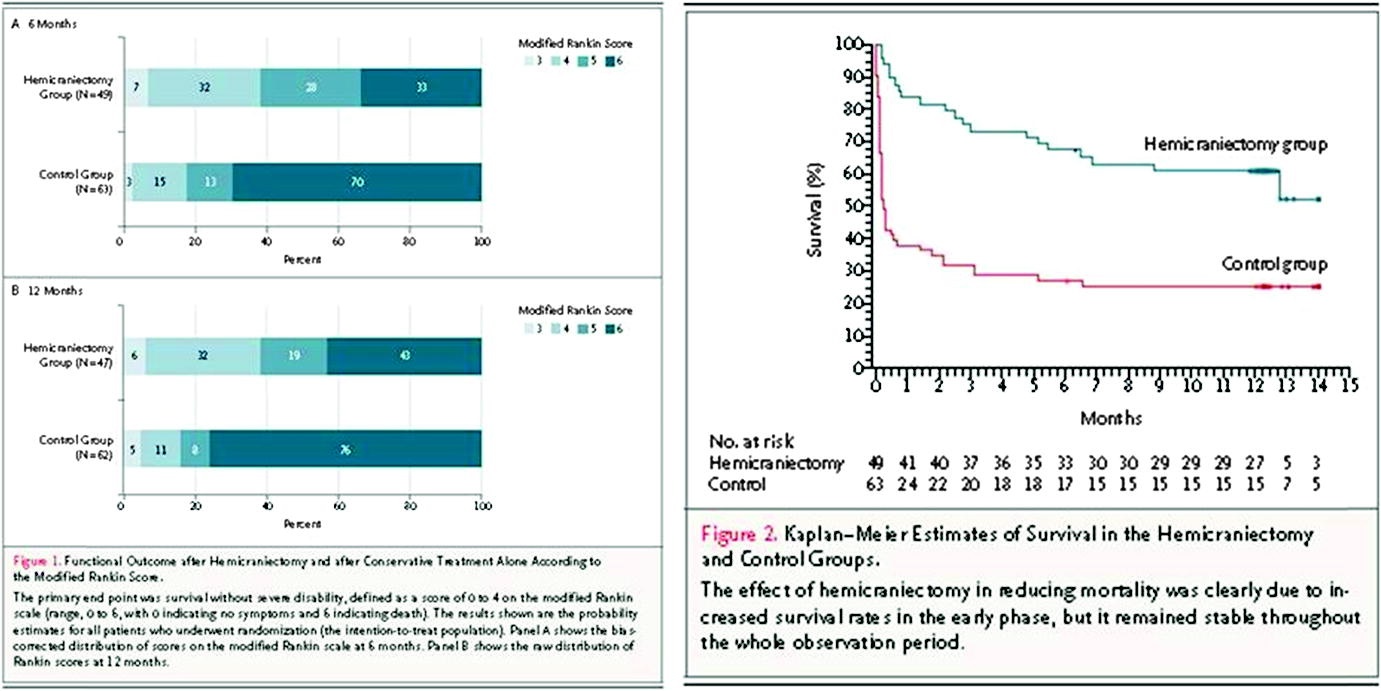 A 6 Months
Modified Rankin Score
3 4 5 6
Hemicraniectomy
Group (N=49)
7 32 28 33
Control Group
(N=63)
3 15 13 70
0 20 40 60 80 100
Percent
B 12 Months
Modified Rankin Score
3 4 5 6
Hemicraniectomy
Group (N=47)
6 32 19 43
Control Group
(N=62)
5 11 8 76
0 20 40 60 80 100
Percent
Figure 1. Functional Outcome after Hemicraniectomy and after Conservative Treatment Alone According to
the Modified Rankin Score.
The primary end point was survival without severe disability, defined as a score of 0 to 4 on the modified Rankin
scale (range, 0 to 6, with 0 indicating no symptoms and 6 indicating death). The results shown are the probability
estimates for all patients who underwent randomization (the intention-to-treat population). Panel A shows the bias-
corrected distribution of scores on the modified Rankin scale at 6 months. Panel B shows the raw distribution of
Rankin scores at 12 months.
100
90
80
70
60
50
40
30
20
10
0
Survival (%)
Hemicraniectomy group
Control group
0 1 2 3 4 5 6 7 8 9 10 11 12 13 14 15
Months
No. at risk
Hemicraniectomy 49 41 40 37 36 35 33 30 30 29 29 29 27 5 3
Control 63 24 22 20 18 18 17 15 15 15 15 15 15 7 5
Figure 2. Kaplan–Meier Estimates of Survival in the Hemicraniectomy
and Control Groups.
The effect of hemicraniectomy in reducing mortality was clearly due to in-
creased survival rates in the early phase, but it remained stable throughout
the whole observation period.